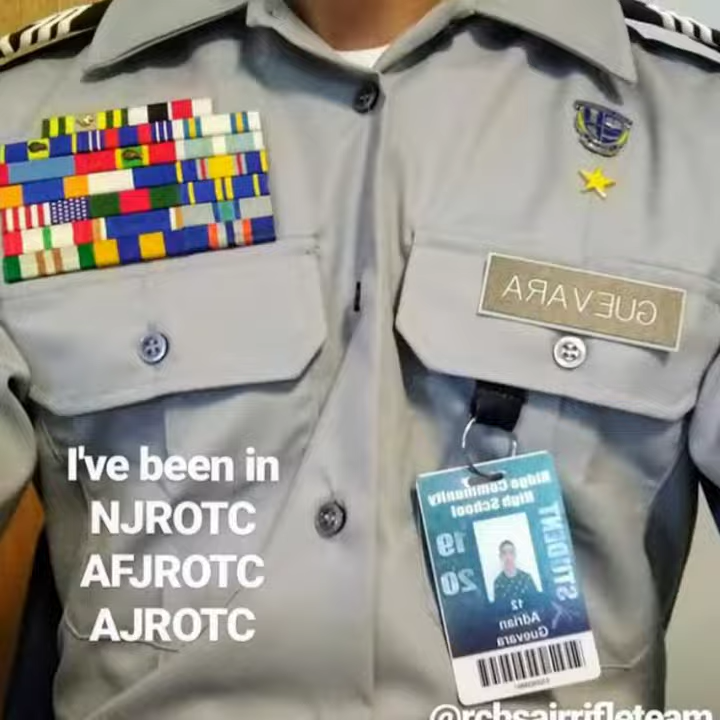 GUEVARA
I've been in
NJROTC
AFJROTC
AJROTC
Ridge Community
High School
STUDENT
19
20
12
Adrian
Guevara
@rchsairrifleteam